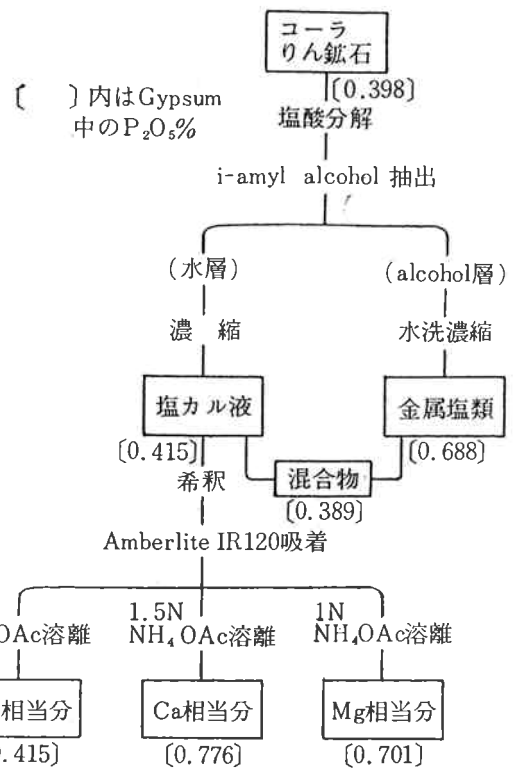 コーラ
りん鉱石
〔 〕内はGypsum
中のP₂O₅%
〔0.398〕
塩酸分解
i-amyl alcohol 抽出
(水層)
(alcohol層)
濃縮
水洗濃縮
塩カル液
金属塩類
〔0.415〕
〔0.688〕
希釈
混合物
〔0.389〕
Amberlite IR120吸着
OAc溶離
1.5N
NH₄OAc溶離
1N
NH₄OAc溶離
相当分
Ca相当分
Mg相当分
.415〕
〔0.776〕
〔0.701〕